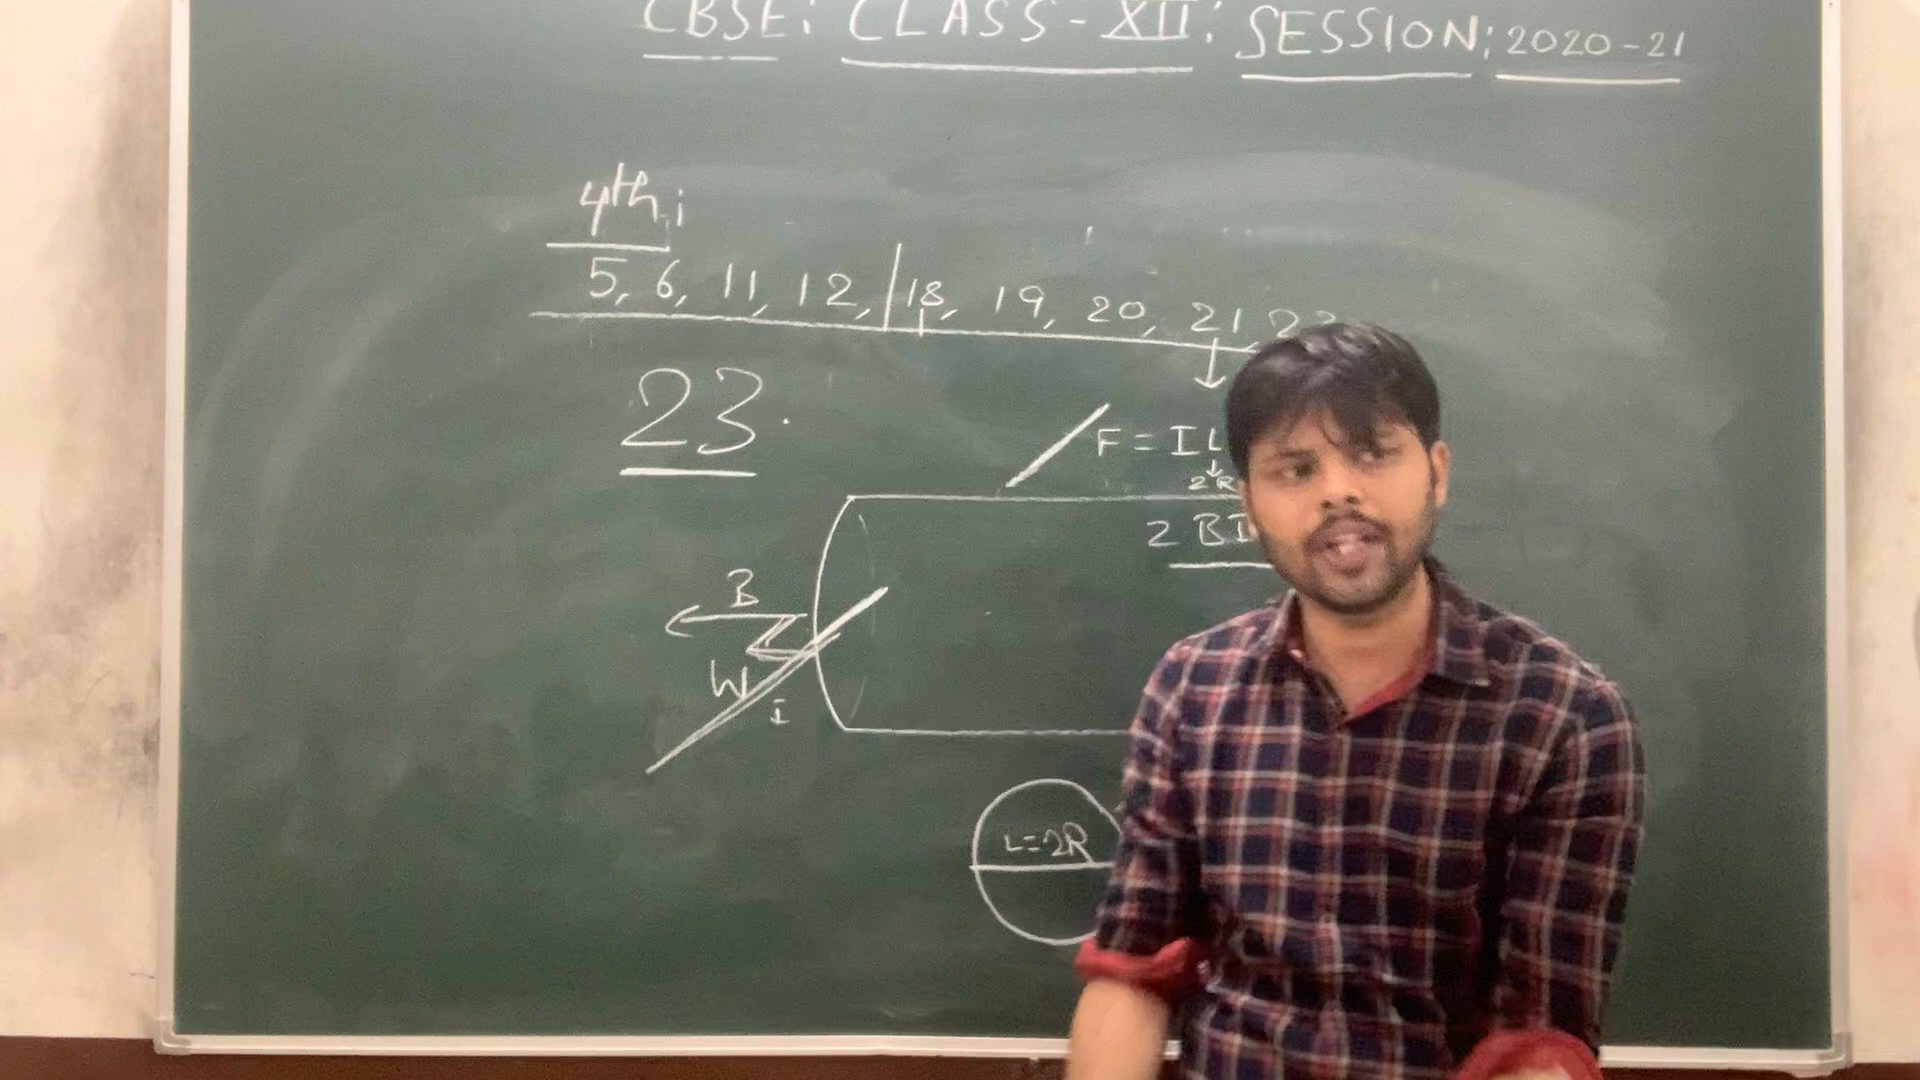 CBSE: CLASS-XII: SESSION: 2020-21
4th:
5, 6, 11, 12, 18, 19, 20, 21, 22
23.
F = I L
2R
2 BI
B
W
I
L=2R